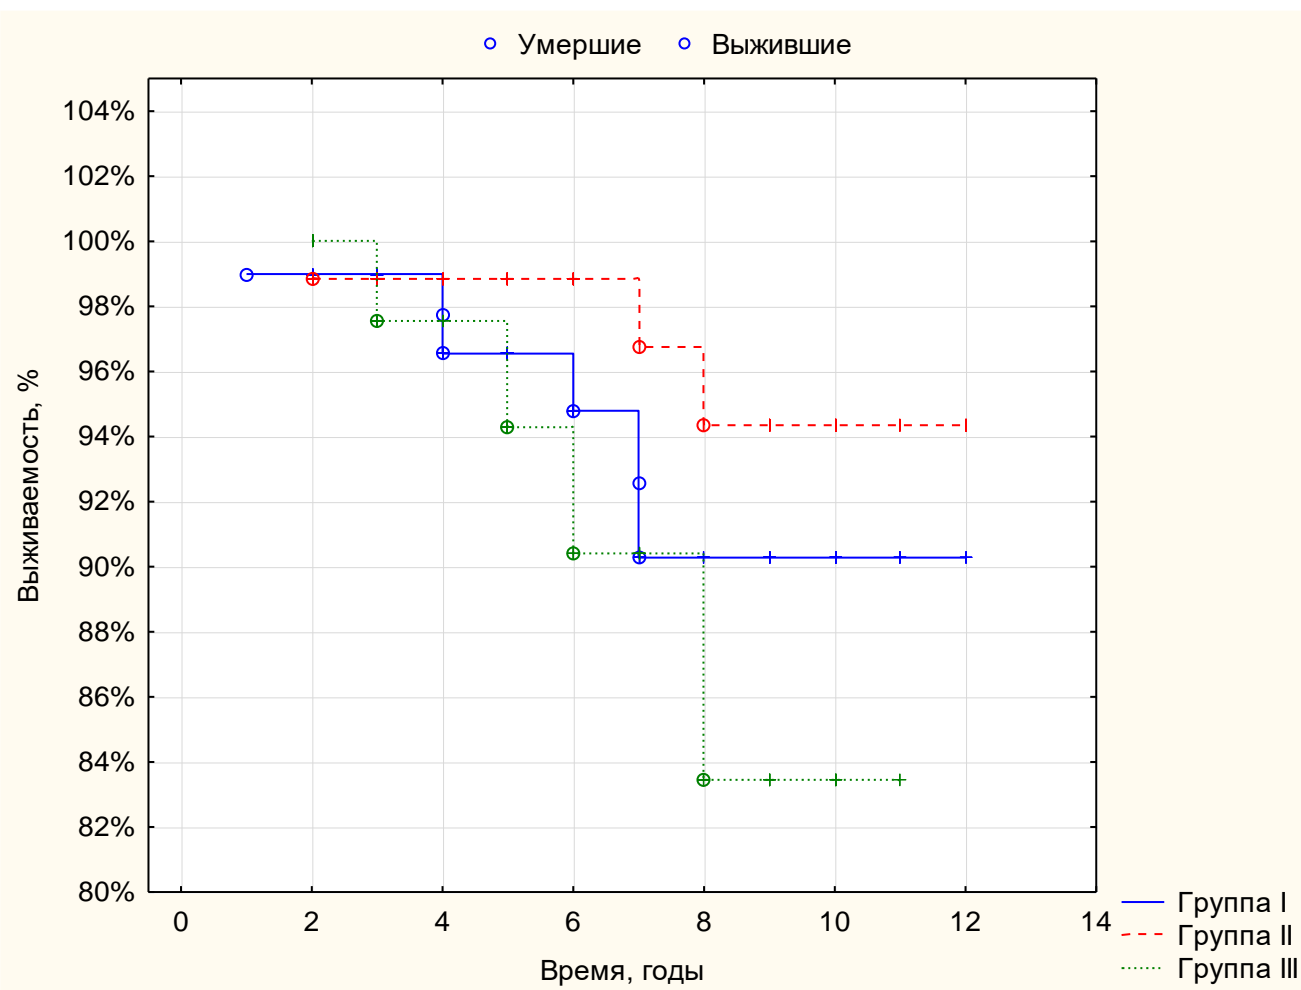 Умершие Выжившие
104%
102%
100%
98%
96%
94%
92%
90%
88%
86%
84%
82%
80%
Выживаемость, %
0 2 4 6 8 10 12 14
Время, годы
Группа I
Группа II
Группа III